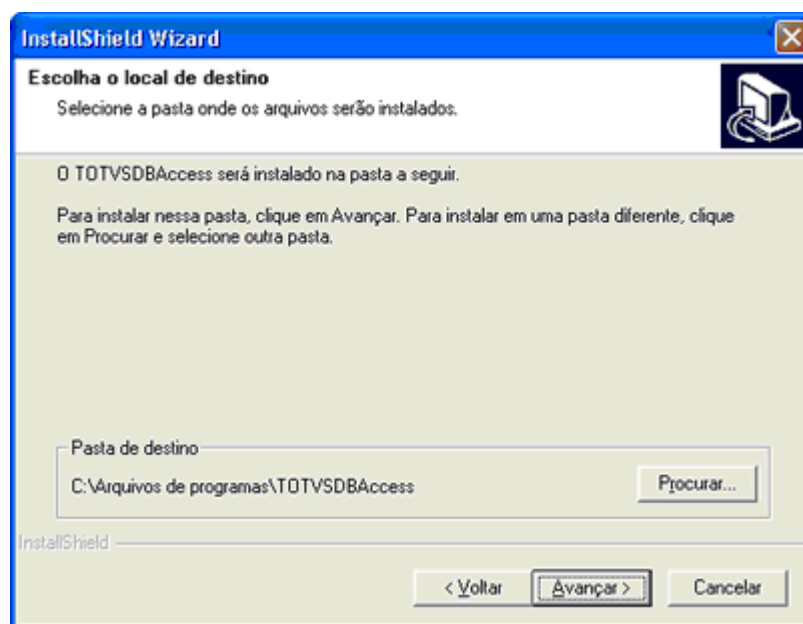 InstallShield Wizard
Escolha o local de destino
Selecione a pasta onde os arquivos serão instalados.
O TOTVSDBAccess será instalado na pasta a seguir.
Para instalar nessa pasta, clique em Avançar. Para instalar em uma pasta diferente, clique
em Procurar e selecione outra pasta.
Pasta de destino
C:\Arquivos de programas\TOTVSDBAccess
Procurar...
InstallShield
< Voltar
Avançar >
Cancelar